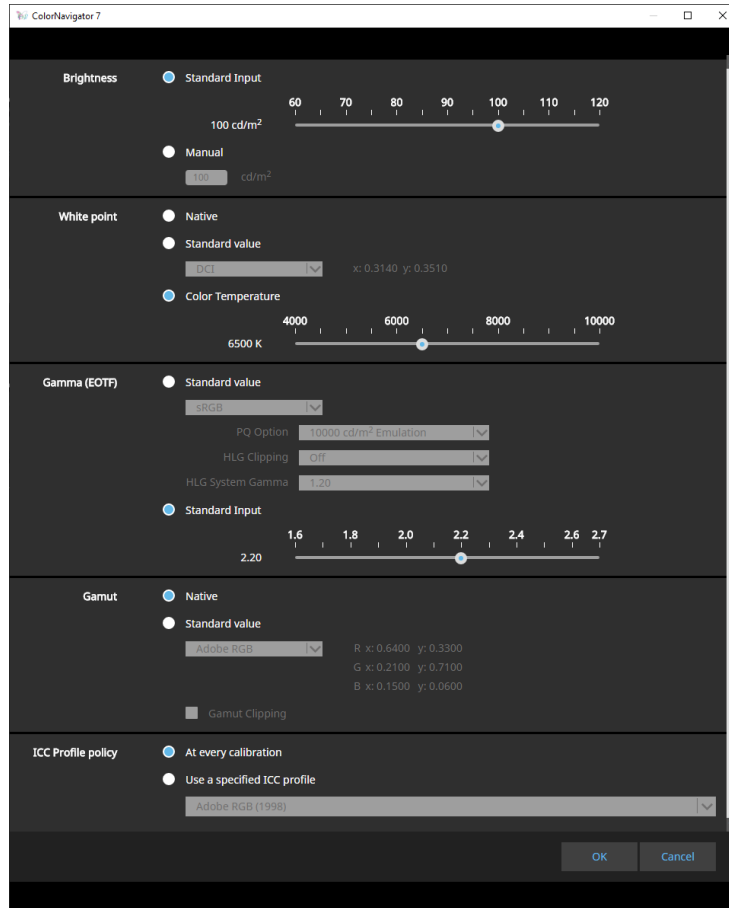 ColorNavigator 7
Brightness
Standard Input
60 70 80 90 100 110 120
100 cd/m2
Manual
100 cd/m2
White point
Native
Standard value
DCI x: 0.3140 y: 0.3510
Color Temperature
4000 6000 8000 10000
6500 K
Gamma (EOTF)
Standard value
sRGB
PQ Option 10000 cd/m2 Emulation
HLG Clipping Off
HLG System Gamma 1.20
Standard Input
1.6 1.8 2.0 2.2 2.4 2.6 2.7
2.20
Gamut
Native
Standard value
Adobe RGB R x: 0.6400 y: 0.3300
G x: 0.2100 y: 0.7100
B x: 0.1500 y: 0.0600
Gamut Clipping
ICC Profile policy
At every calibration
Use a specified ICC profile
Adobe RGB (1998)
OK Cancel